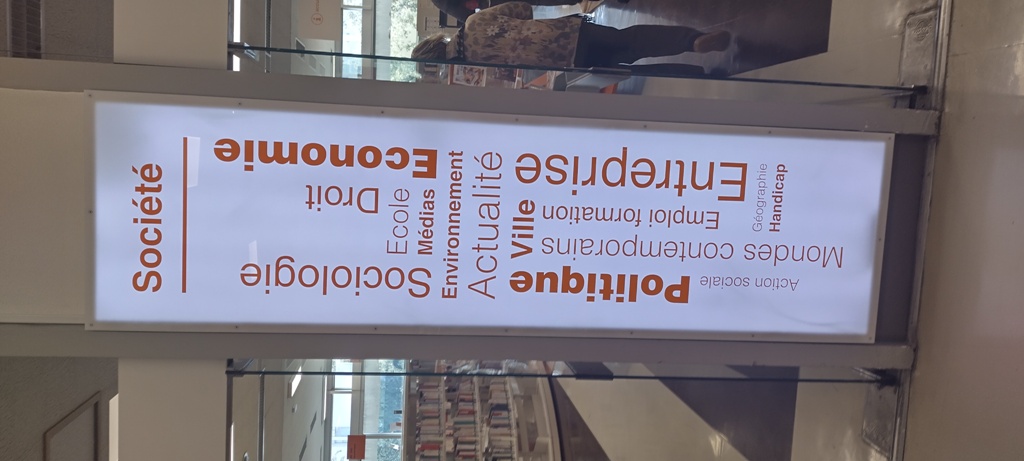 Société
Economie
Droit
Sociologie
Ecole
Médias
Environnement
Actualité
Ville
Politique
Entreprise
Emploi formation
Mondes contemporains
Action sociale
Géographie
Handicap